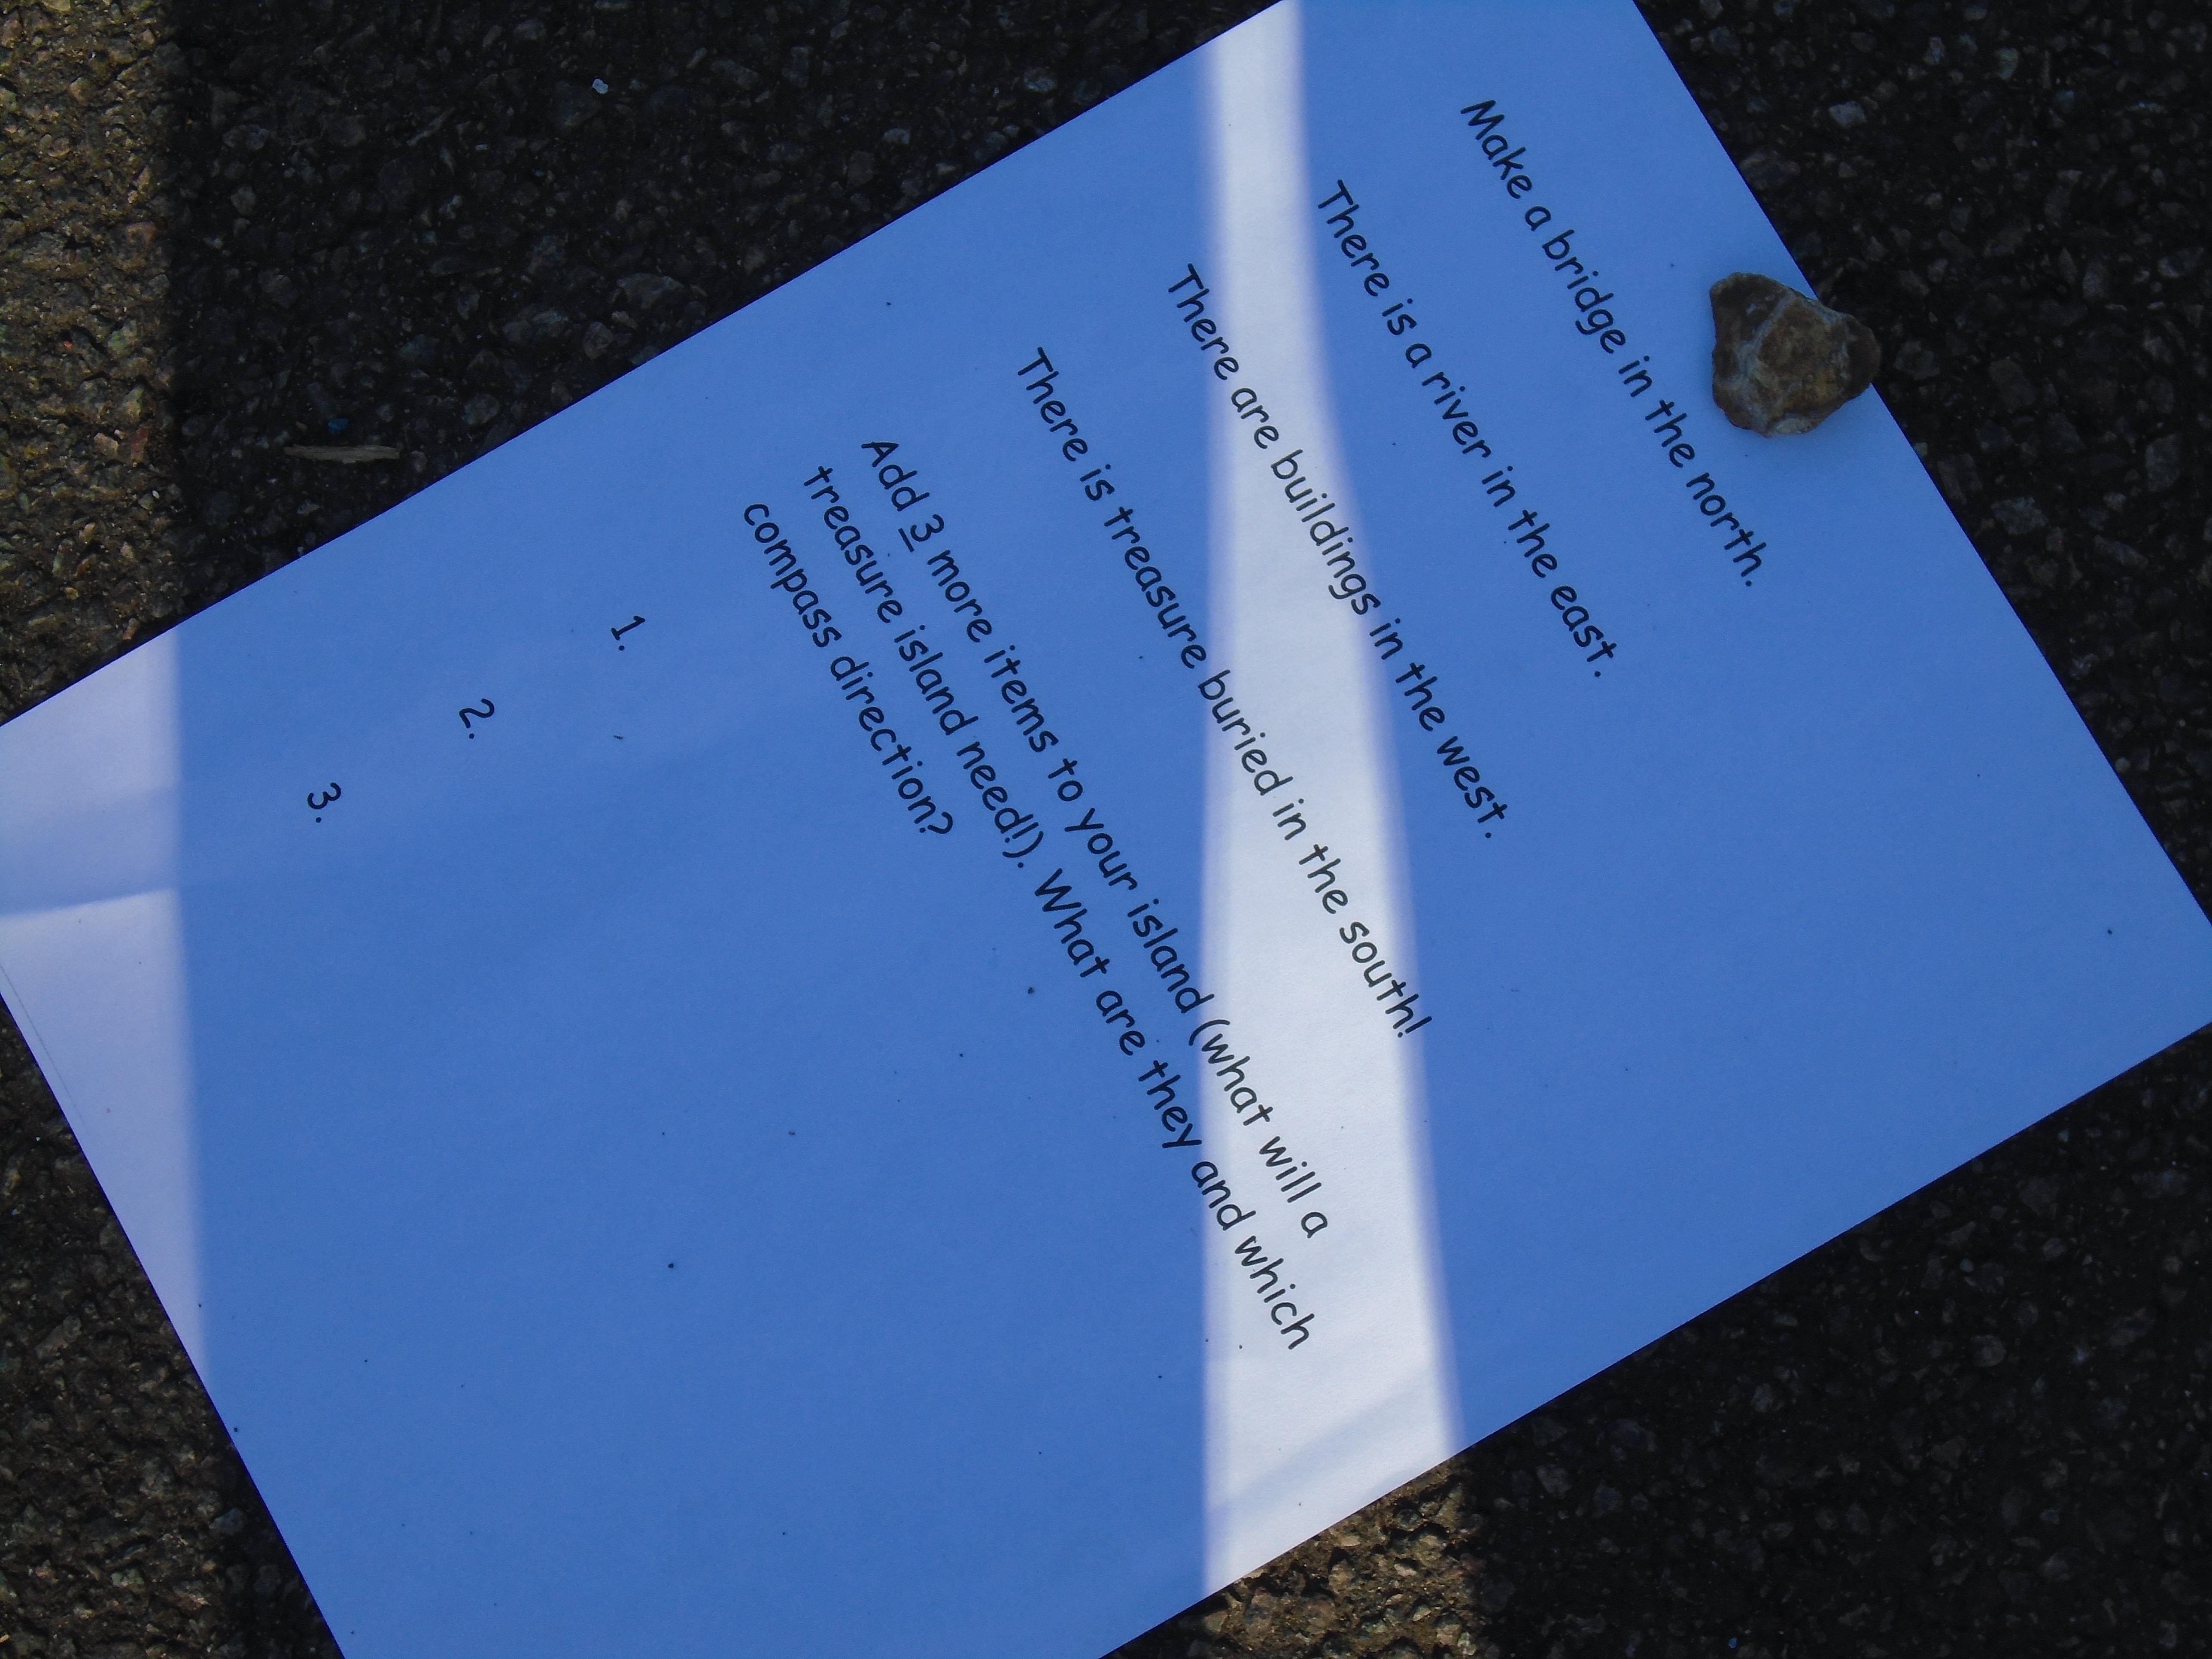 Make a bridge in the north.
There is a river in the east.
There are buildings in the west.
There is treasure buried in the south!
Add 3 more items to your island (what will a
treasure island need!). What are they and which
compass direction?
1.
2.
3.